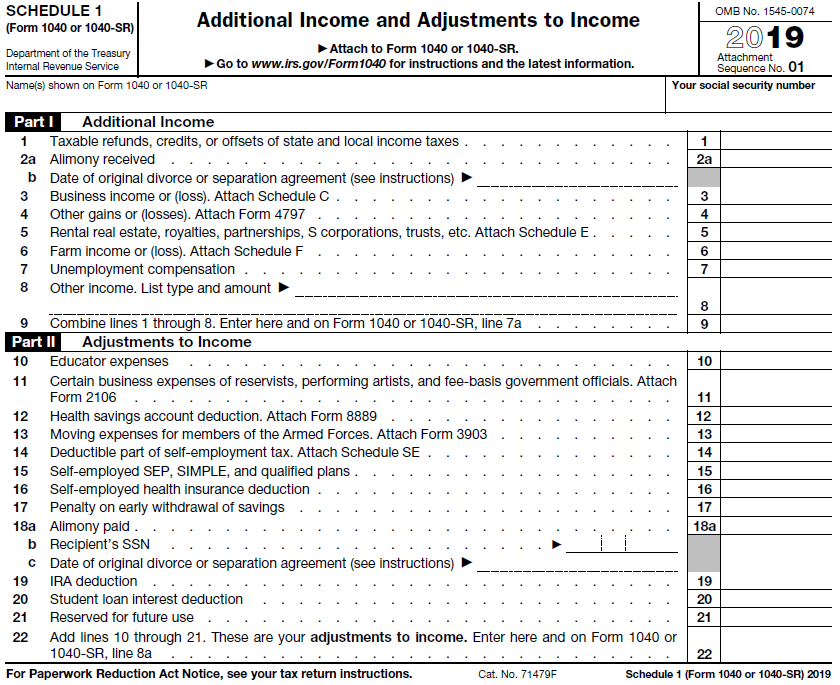 SCHEDULE 1
(Form 1040 or 1040-SR)
Department of the Treasury
Internal Revenue Service
Additional Income and Adjustments to Income
▶ Attach to Form 1040 or 1040-SR.
▶ Go to www.irs.gov/Form1040 for instructions and the latest information.
OMB No. 1545-0074
2019
Attachment
Sequence No. 01
Name(s) shown on Form 1040 or 1040-SR
Your social security number
Part I Additional Income
1 Taxable refunds, credits, or offsets of state and local income taxes . . . . . . . . . . . . 1
2a Alimony received . . . . . . . . . . . . . . . . . . . . . . . . 2a
b Date of original divorce or separation agreement (see instructions) ▶
3 Business income or (loss). Attach Schedule C . . . . . . . . . . . . . . . . . . 3
4 Other gains or (losses). Attach Form 4797 . . . . . . . . . . . . . . . . . . . 4
5 Rental real estate, royalties, partnerships, S corporations, trusts, etc. Attach Schedule E . . . . . 5
6 Farm income or (loss). Attach Schedule F . . . . . . . . . . . . . . . . . . . 6
7 Unemployment compensation . . . . . . . . . . . . . . . . . . . . . 7
8 Other income. List type and amount ▶
8
9 Combine lines 1 through 8. Enter here and on Form 1040 or 1040-SR, line 7a . . . . . . . . 9
Part II Adjustments to Income
10 Educator expenses . . . . . . . . . . . . . . . . . . . . . . . 10
11 Certain business expenses of reservists, performing artists, and fee-basis government officials. Attach
Form 2106 . . . . . . . . . . . . . . . . . . . . . . . . . 11
12 Health savings account deduction. Attach Form 8889 . . . . . . . . . . . . . . . 12
13 Moving expenses for members of the Armed Forces. Attach Form 3903 . . . . . . . . . . 13
14 Deductible part of self-employment tax. Attach Schedule SE . . . . . . . . . . . . . 14
15 Self-employed SEP, SIMPLE, and qualified plans . . . . . . . . . . . . . . . . . 15
16 Self-employed health insurance deduction . . . . . . . . . . . . . . . . . . . 16
17 Penalty on early withdrawal of savings . . . . . . . . . . . . . . . . . . . 17
18a Alimony paid . . . . . . . . . . . . . . . . . . . . . . . . . 18a
b Recipient's SSN . . . . . . . . . . . . . . . . . . . . ▶
c Date of original divorce or separation agreement (see instructions) ▶
19 IRA deduction . . . . . . . . . . . . . . . . . . . . . . . . 19
20 Student loan interest deduction . . . . . . . . . . . . . . . . . . . . 20
21 Reserved for future use . . . . . . . . . . . . . . . . . . . . . . 21
22 Add lines 10 through 21. These are your adjustments to income. Enter here and on Form 1040 or
1040-SR, line 8a . . . . . . . . . . . . . . . . . . . . . . . 22
For Paperwork Reduction Act Notice, see your tax return instructions. Cat. No. 71479F Schedule 1 (Form 1040 or 1040-SR) 2019